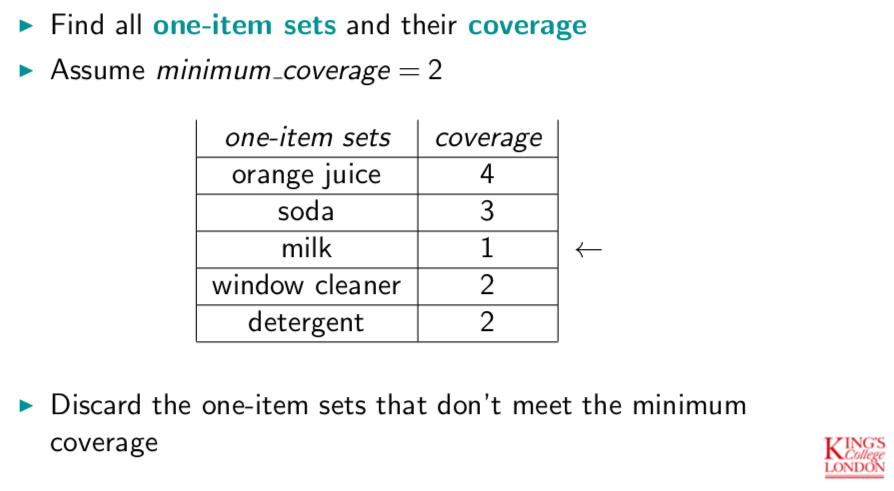 Find all one-item sets and their coverage
Assume minimum_coverage = 2
one-item sets coverage
orange juice 4
soda 3
milk 1 ←
window cleaner 2
detergent 2
Discard the one-item sets that don't meet the minimum
coverage
KING'S
College
LONDON